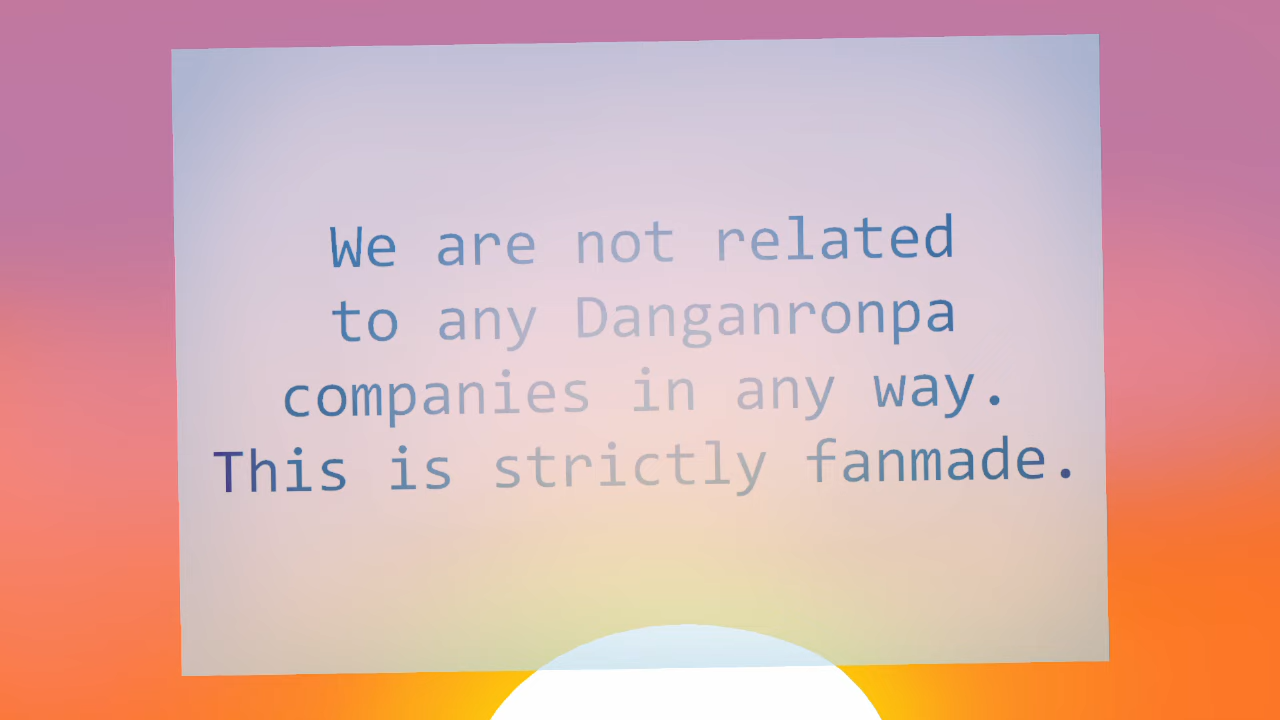 We are not related
to any Danganronpa
companies in any way.
This is strictly fanmade.